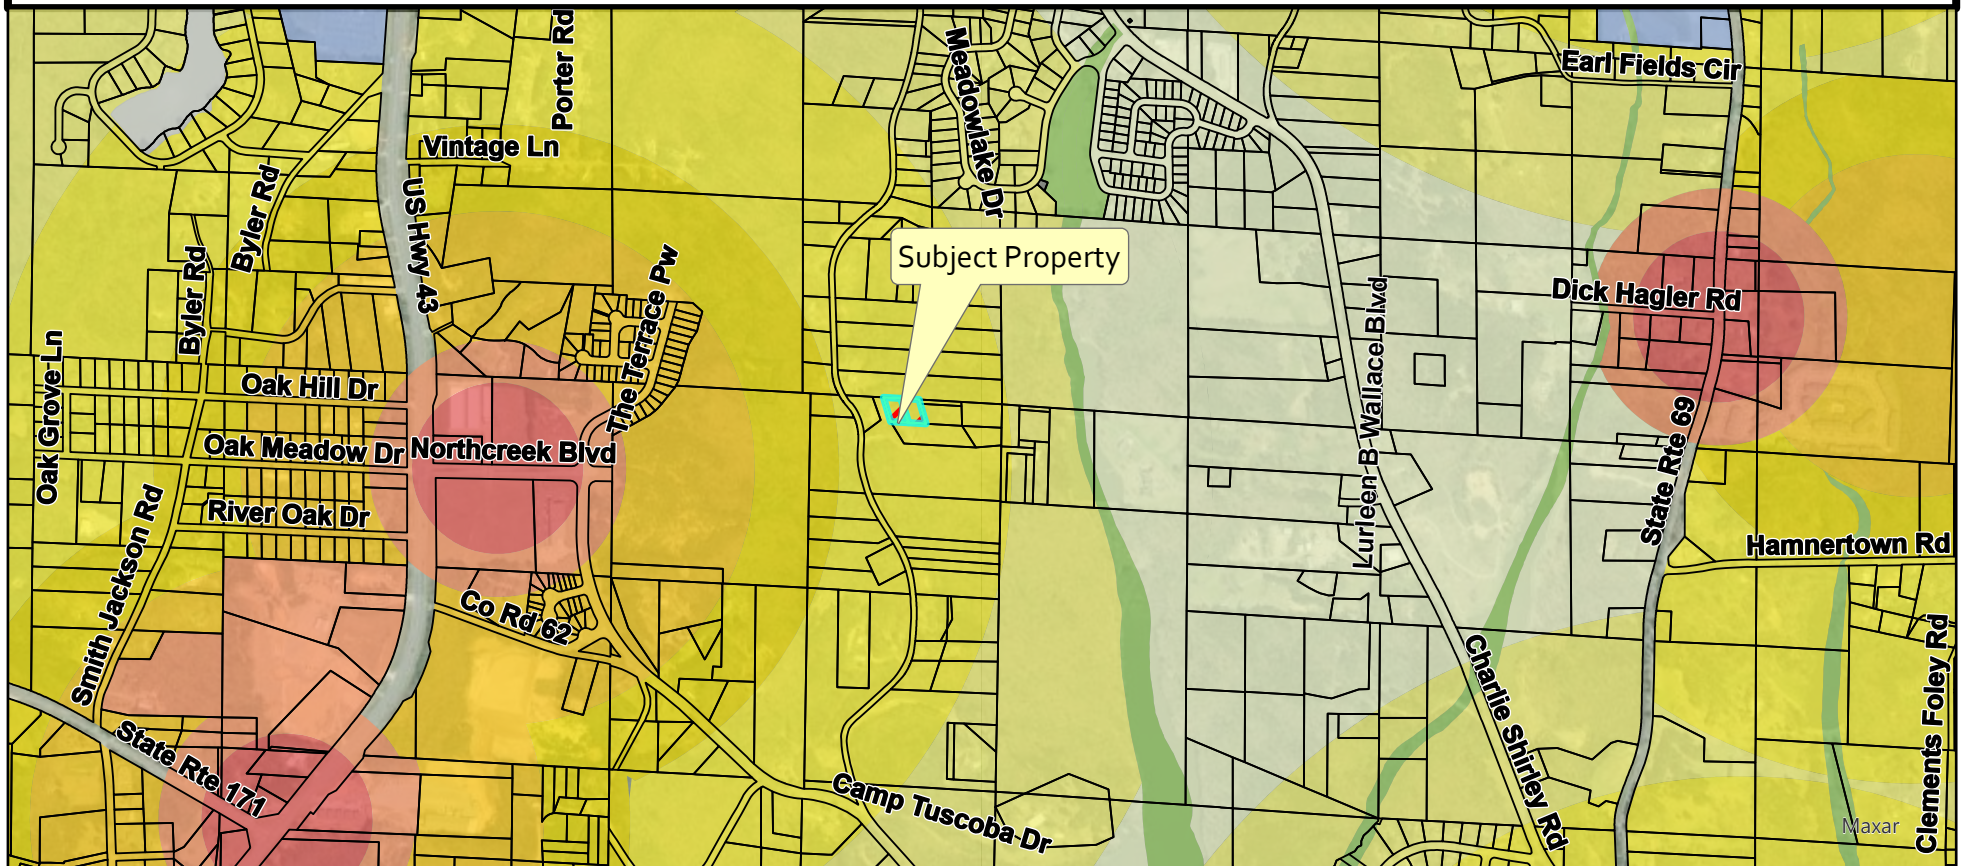 Porter Rd
Meadowlake Dr
Earl Fields Cir
Vintage Ln
Byler Rd
US Hwy 43
Byler Rd
Subject Property
The Terrace Pw
Dick Hagler Rd
Lurleen B Wallace Blvd
Oak Grove Ln
Oak Hill Dr
Oak Meadow Dr
Northcreek Blvd
State Rte 69
River Oak Dr
Smith Jackson Rd
Hamnertown Rd
Co Rd 62
Charlie Shirley Rd
Clements Foley Rd
State Rte 171
Camp Tuscoba Dr
Maxar